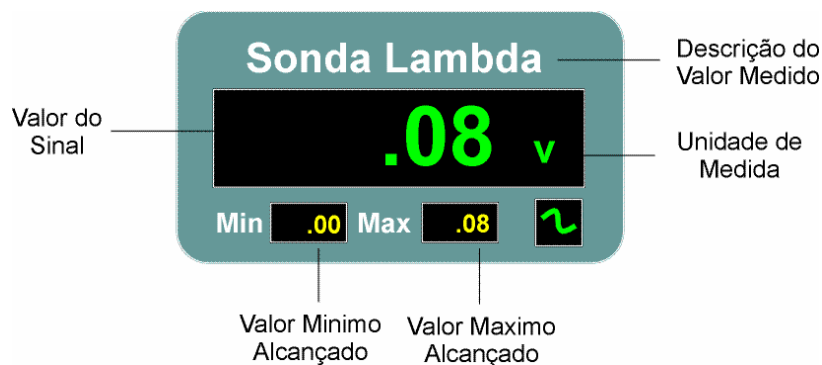 Sonda Lambda
Descrição do
Valor Medido
Valor do
Sinal
.08 v
Unidade de
Medida
Min .00 Max .08
Valor Minimo
Alcançado
Valor Maximo
Alcançado